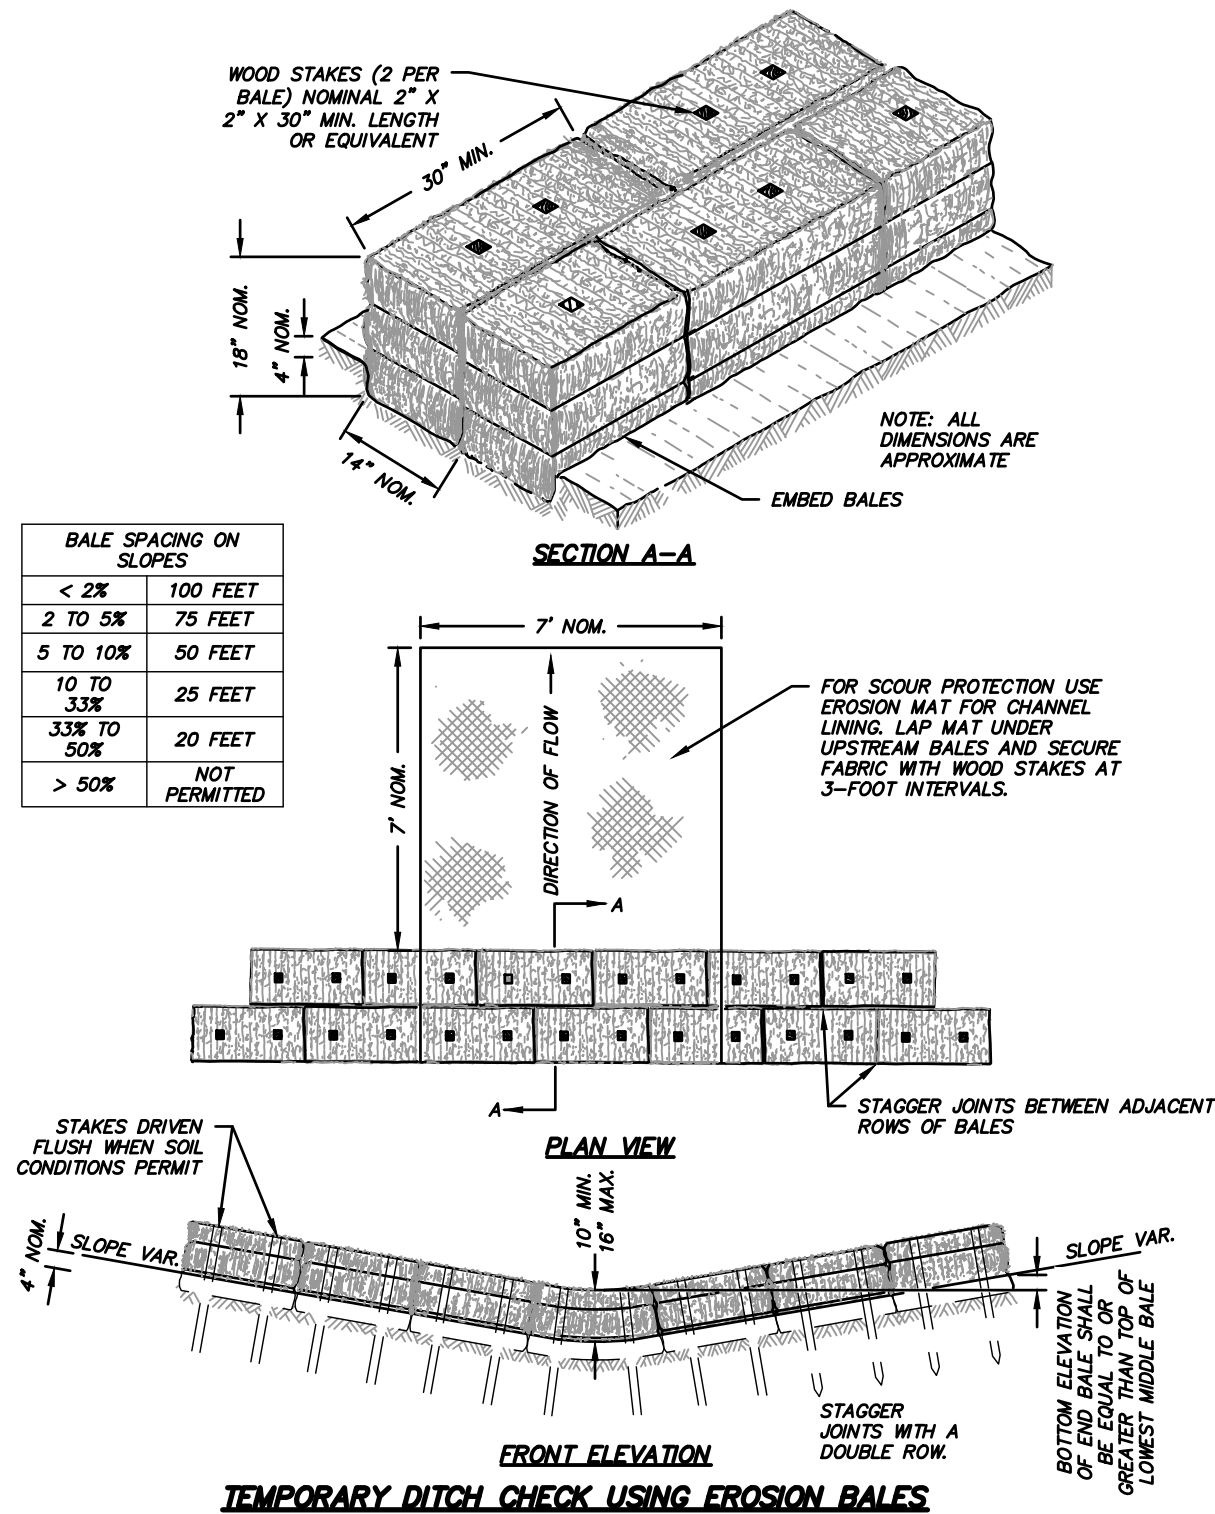 WOOD STAKES (2 PER
BALE) NOMINAL 2" X
2" X 30" MIN. LENGTH
OR EQUIVALENT
30" MIN.
18" NOM.
4" NOM.
14" NOM.
NOTE: ALL
DIMENSIONS ARE
APPROXIMATE
EMBED BALES
SECTION A-A
BALE SPACING ON
SLOPES
< 2% 100 FEET
2 TO 5% 75 FEET
5 TO 10% 50 FEET
10 TO
33% 25 FEET
33% TO
50% 20 FEET
> 50% NOT
PERMITTED
7' NOM.
7' NOM.
DIRECTION OF FLOW
FOR SCOUR PROTECTION USE
EROSION MAT FOR CHANNEL
LINING. LAP MAT UNDER
UPSTREAM BALES AND SECURE
FABRIC WITH WOOD STAKES AT
3-FOOT INTERVALS.
A
A
STAGGER JOINTS BETWEEN ADJACENT
ROWS OF BALES
PLAN VIEW
STAKES DRIVEN
FLUSH WHEN SOIL
CONDITIONS PERMIT
10" MIN.
16" MAX.
4" NOM.
SLOPE VAR.
SLOPE VAR.
BOTTOM ELEVATION
OF END BALE SHALL
BE EQUAL TO OR
GREATER THAN TOP OF
LOWEST MIDDLE BALE
STAGGER
JOINTS WITH A
DOUBLE ROW.
FRONT ELEVATION
TEMPORARY DITCH CHECK USING EROSION BALES